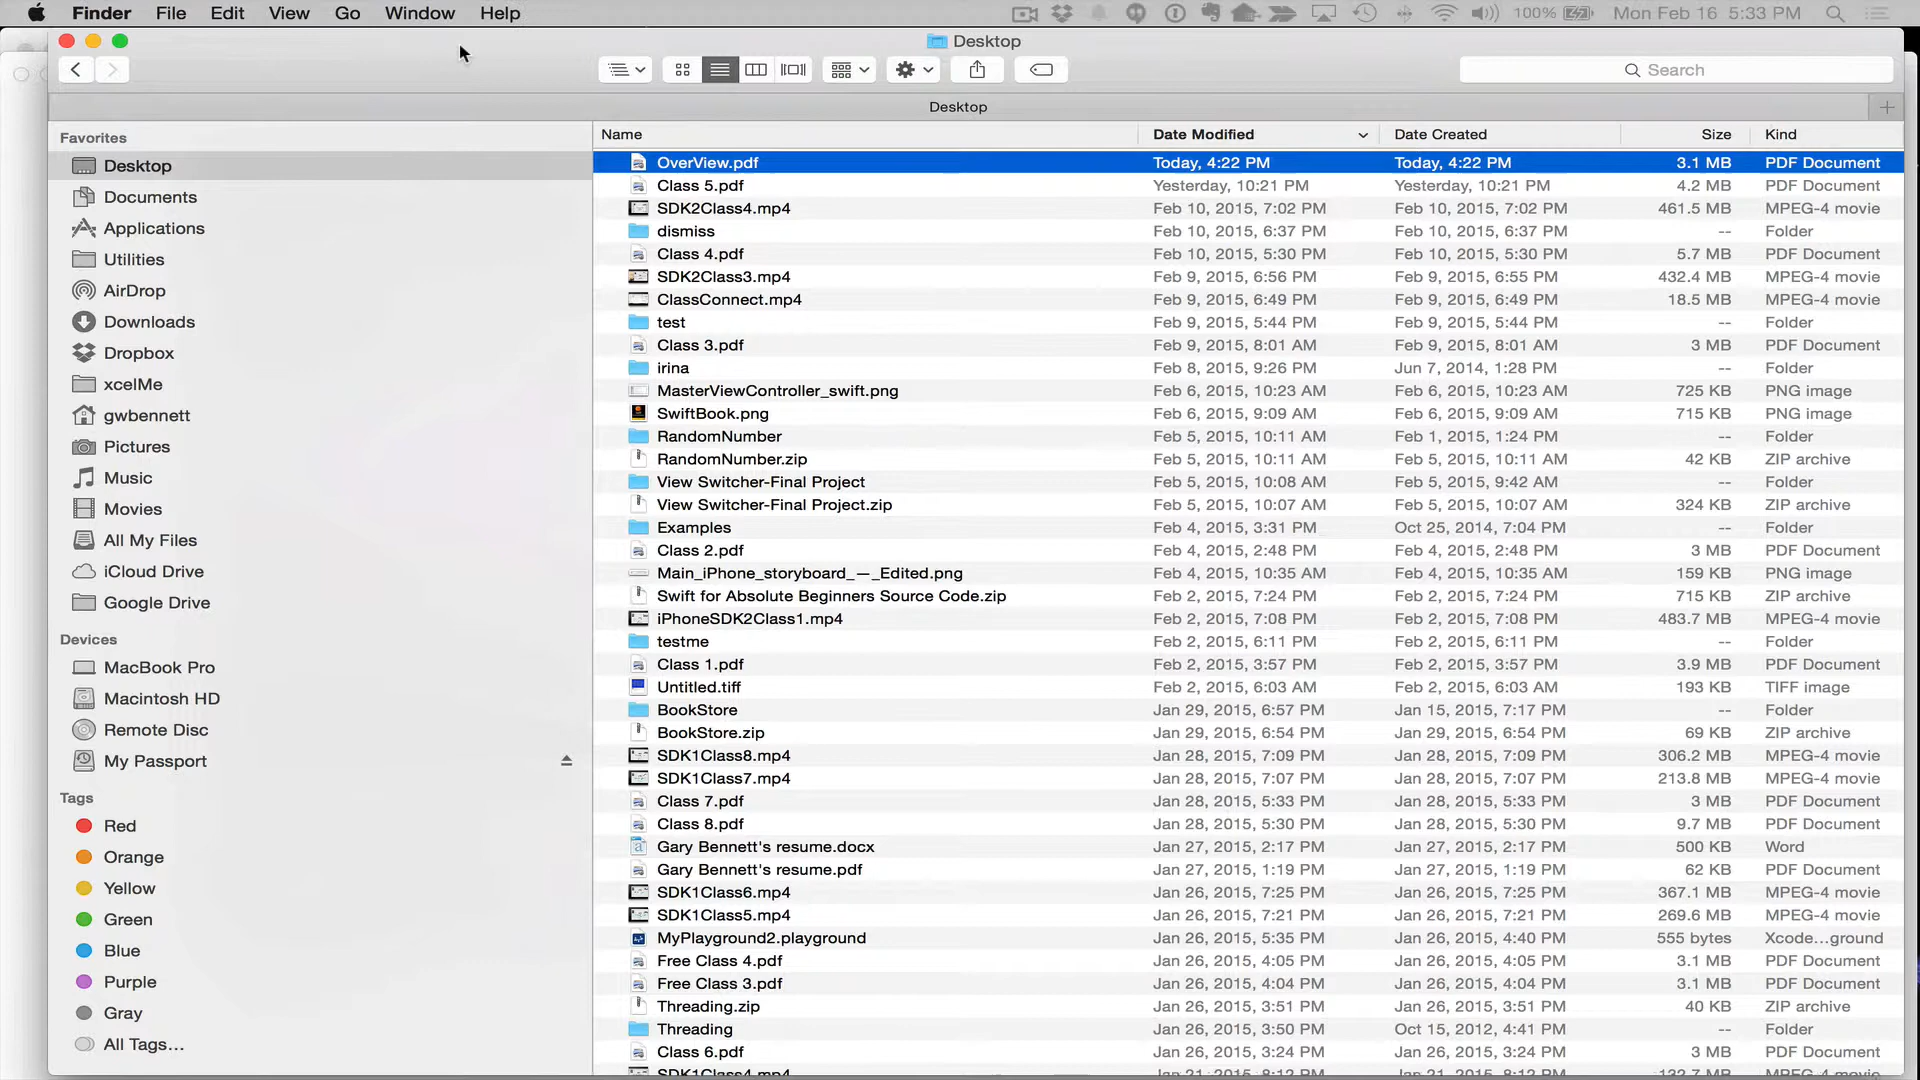 Finder File Edit View Go Window Help 100% Mon Feb 16 5:33 PM
Desktop
Search
Desktop
Favorites
Desktop
Documents
Applications
Utilities
AirDrop
Downloads
Dropbox
xcelMe
gwbennett
Pictures
Music
Movies
All My Files
iCloud Drive
Google Drive
Devices
MacBook Pro
Macintosh HD
Remote Disc
My Passport
Tags
Red
Orange
Yellow
Green
Blue
Purple
Gray
All Tags...
Name Date Modified Date Created Size Kind
OverView.pdf Today, 4:22 PM Today, 4:22 PM 3.1 MB PDF Document
Class 5.pdf Yesterday, 10:21 PM Yesterday, 10:21 PM 4.2 MB PDF Document
SDK2Class4.mp4 Feb 10, 2015, 7:02 PM Feb 10, 2015, 7:02 PM 461.5 MB MPEG-4 movie
dismiss Feb 10, 2015, 6:37 PM Feb 10, 2015, 6:37 PM -- Folder
Class 4.pdf Feb 10, 2015, 5:30 PM Feb 10, 2015, 5:30 PM 5.7 MB PDF Document
SDK2Class3.mp4 Feb 9, 2015, 6:56 PM Feb 9, 2015, 6:55 PM 432.4 MB MPEG-4 movie
ClassConnect.mp4 Feb 9, 2015, 6:49 PM Feb 9, 2015, 6:49 PM 18.5 MB MPEG-4 movie
test Feb 9, 2015, 5:44 PM Feb 9, 2015, 5:44 PM -- Folder
Class 3.pdf Feb 9, 2015, 8:01 AM Feb 9, 2015, 8:01 AM 3 MB PDF Document
irina Feb 8, 2015, 9:26 PM Jun 7, 2014, 1:28 PM -- Folder
MasterViewController_swift.png Feb 6, 2015, 10:23 AM Feb 6, 2015, 10:23 AM 725 KB PNG image
SwiftBook.png Feb 6, 2015, 9:09 AM Feb 6, 2015, 9:09 AM 715 KB PNG image
RandomNumber Feb 5, 2015, 10:11 AM Feb 1, 2015, 1:24 PM -- Folder
RandomNumber.zip Feb 5, 2015, 10:11 AM Feb 5, 2015, 10:11 AM 42 KB ZIP archive
View Switcher-Final Project Feb 5, 2015, 10:08 AM Feb 5, 2015, 9:42 AM -- Folder
View Switcher-Final Project.zip Feb 5, 2015, 10:07 AM Feb 5, 2015, 10:07 AM 324 KB ZIP archive
Examples Feb 4, 2015, 3:31 PM Oct 25, 2014, 7:04 PM -- Folder
Class 2.pdf Feb 4, 2015, 2:48 PM Feb 4, 2015, 2:48 PM 3 MB PDF Document
Main_iPhone_storyboard_—_Edited.png Feb 4, 2015, 10:35 AM Feb 4, 2015, 10:35 AM 159 KB PNG image
Swift for Absolute Beginners Source Code.zip Feb 2, 2015, 7:24 PM Feb 2, 2015, 7:24 PM 715 KB ZIP archive
iPhoneSDK2Class1.mp4 Feb 2, 2015, 7:08 PM Feb 2, 2015, 7:08 PM 483.7 MB MPEG-4 movie
testme Feb 2, 2015, 6:11 PM Feb 2, 2015, 6:11 PM -- Folder
Class 1.pdf Feb 2, 2015, 3:57 PM Feb 2, 2015, 3:57 PM 3.9 MB PDF Document
Untitled.tiff Feb 2, 2015, 6:03 AM Feb 2, 2015, 6:03 AM 193 KB TIFF image
BookStore Jan 29, 2015, 6:57 PM Jan 15, 2015, 7:17 PM -- Folder
BookStore.zip Jan 29, 2015, 6:54 PM Jan 29, 2015, 6:54 PM 69 KB ZIP archive
SDK1Class8.mp4 Jan 28, 2015, 7:09 PM Jan 28, 2015, 7:09 PM 306.2 MB MPEG-4 movie
SDK1Class7.mp4 Jan 28, 2015, 7:07 PM Jan 28, 2015, 7:07 PM 213.8 MB MPEG-4 movie
Class 7.pdf Jan 28, 2015, 5:33 PM Jan 28, 2015, 5:33 PM 3 MB PDF Document
Class 8.pdf Jan 28, 2015, 5:30 PM Jan 28, 2015, 5:30 PM 9.7 MB PDF Document
Gary Bennett's resume.docx Jan 27, 2015, 2:17 PM Jan 27, 2015, 2:17 PM 500 KB Word
Gary Bennett's resume.pdf Jan 27, 2015, 1:19 PM Jan 27, 2015, 1:19 PM 62 KB PDF Document
SDK1Class6.mp4 Jan 26, 2015, 7:25 PM Jan 26, 2015, 7:25 PM 367.1 MB MPEG-4 movie
SDK1Class5.mp4 Jan 26, 2015, 7:21 PM Jan 26, 2015, 7:21 PM 269.6 MB MPEG-4 movie
MyPlayground2.playground Jan 26, 2015, 5:35 PM Jan 26, 2015, 4:40 PM 555 bytes Xcode...ground
Free Class 4.pdf Jan 26, 2015, 4:05 PM Jan 26, 2015, 4:05 PM 3.1 MB PDF Document
Free Class 3.pdf Jan 26, 2015, 4:04 PM Jan 26, 2015, 4:04 PM 3.1 MB PDF Document
Threading.zip Jan 26, 2015, 3:51 PM Jan 26, 2015, 3:51 PM 40 KB ZIP archive
Threading Jan 26, 2015, 3:50 PM Oct 15, 2012, 4:41 PM -- Folder
Class 6.pdf Jan 26, 2015, 3:24 PM Jan 26, 2015, 3:24 PM 3 MB PDF Document
SDK1Class4.mp4 Jan 21, 2015, 8:12 PM Jan 21, 2015, 8:12 PM 132.7 MB MPEG-4 movie